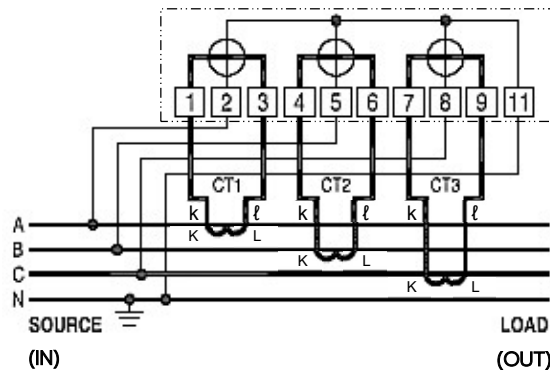 1 2 3 4 5 6 7 8 9 11
CT1 CT2 CT3
k ℓ k ℓ k ℓ
A K L
B K L
C K L
N
SOURCE LOAD
(IN) (OUT)